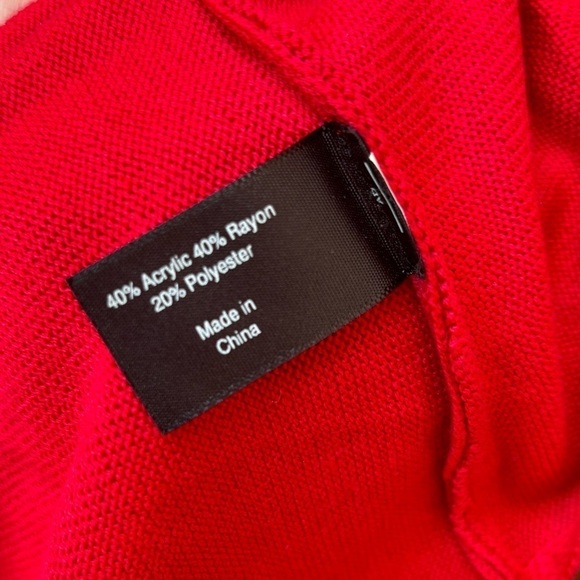 40% Acrylic 40% Rayon
20% Polyester
Made in
China